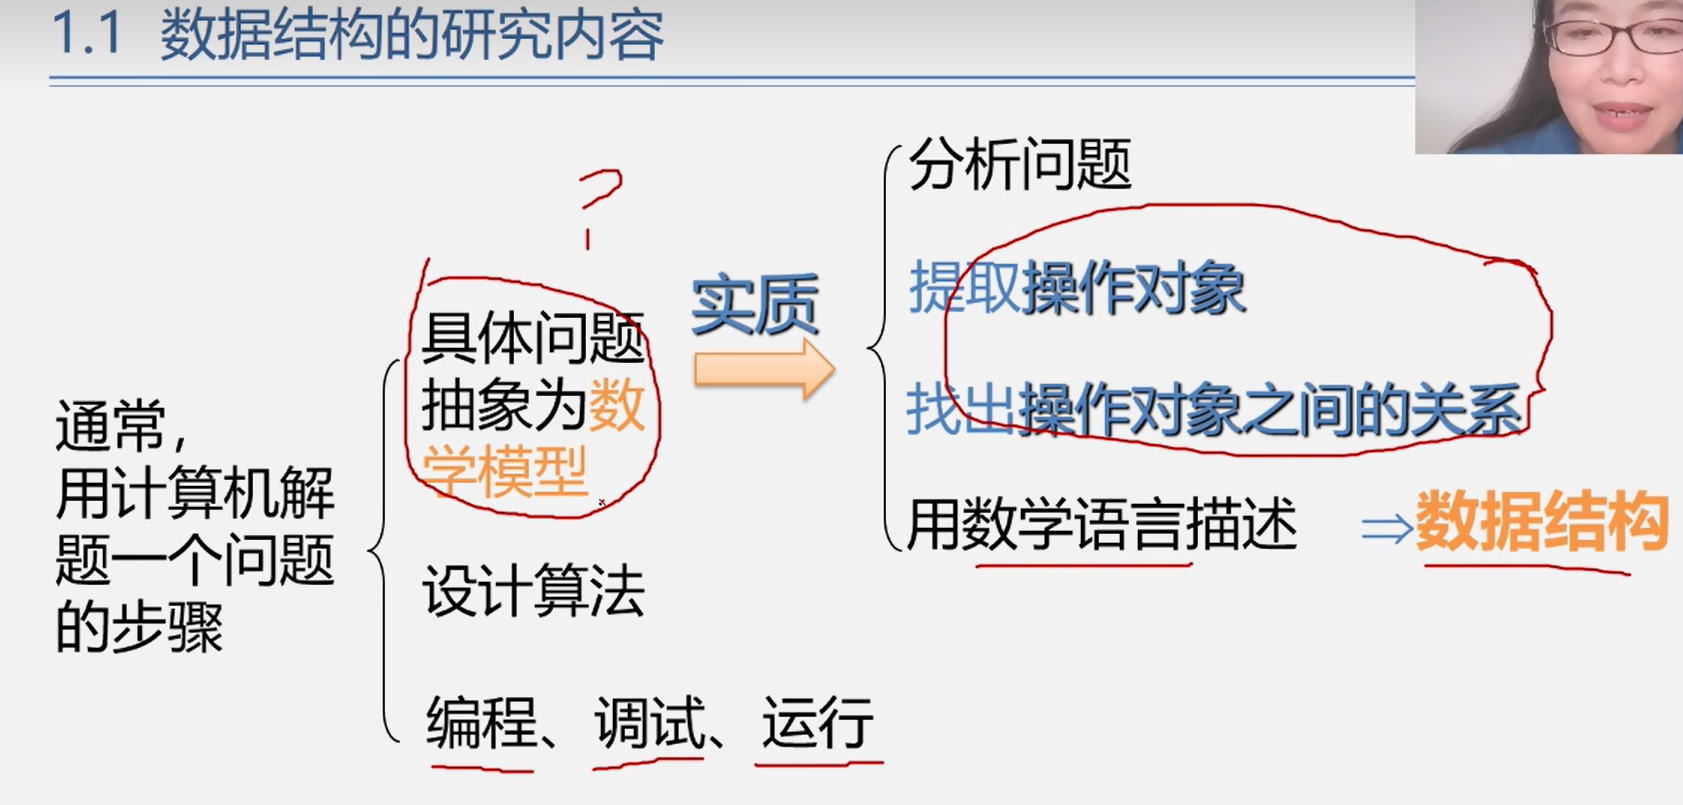 1.1 数据结构的研究内容
?
通常，
用计算机解
题一个问题
的步骤
具体问题
抽象为数
学模型
设计算法
编程、调试、运行
实质
分析问题
提取操作对象
找出操作对象之间的关系
用数学语言描述 ⇒数据结构